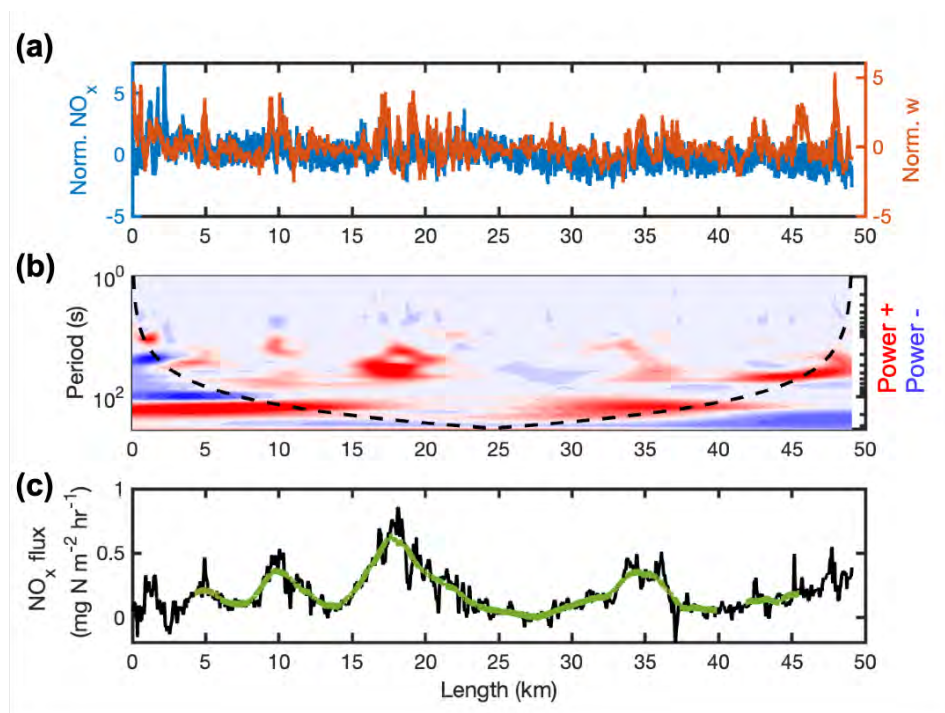 (a)
Norm. NOx
5
0
-5
5
0
-5
Norm. w
0 5 10 15 20 25 30 35 40 45 50
(b)
Period (s)
10^0
10^2
Power +
Power -
0 5 10 15 20 25 30 35 40 45 50
(c)
NOx flux
(mg N m^-2 hr^-1)
1
0.5
0
0 5 10 15 20 25 30 35 40 45 50
Length (km)